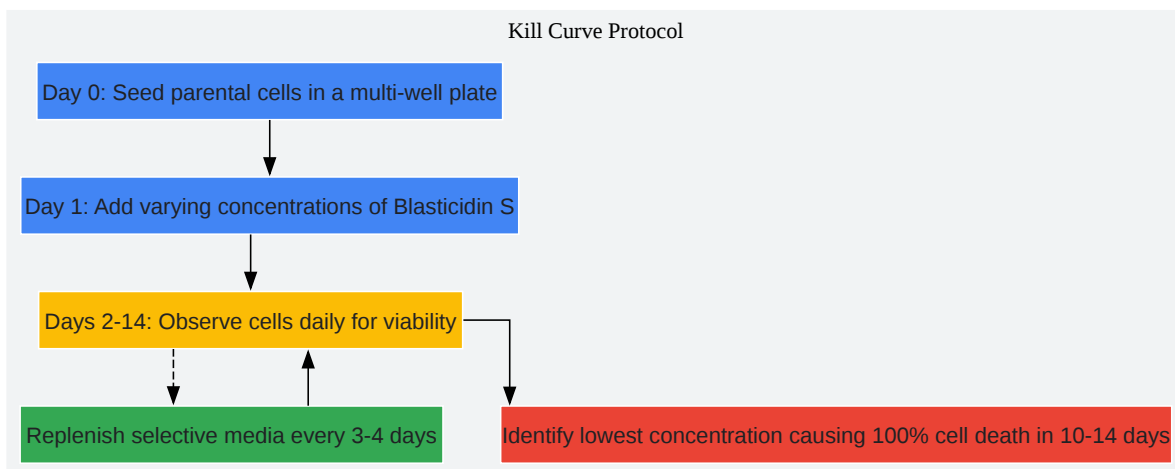 Kill Curve Protocol
Day 0: Seed parental cells in a multi-well plate
Day 1: Add varying concentrations of Blasticidin S
Days 2-14: Observe cells daily for viability
Replenish selective media every 3-4 days
Identify lowest concentration causing 100% cell death in 10-14 days